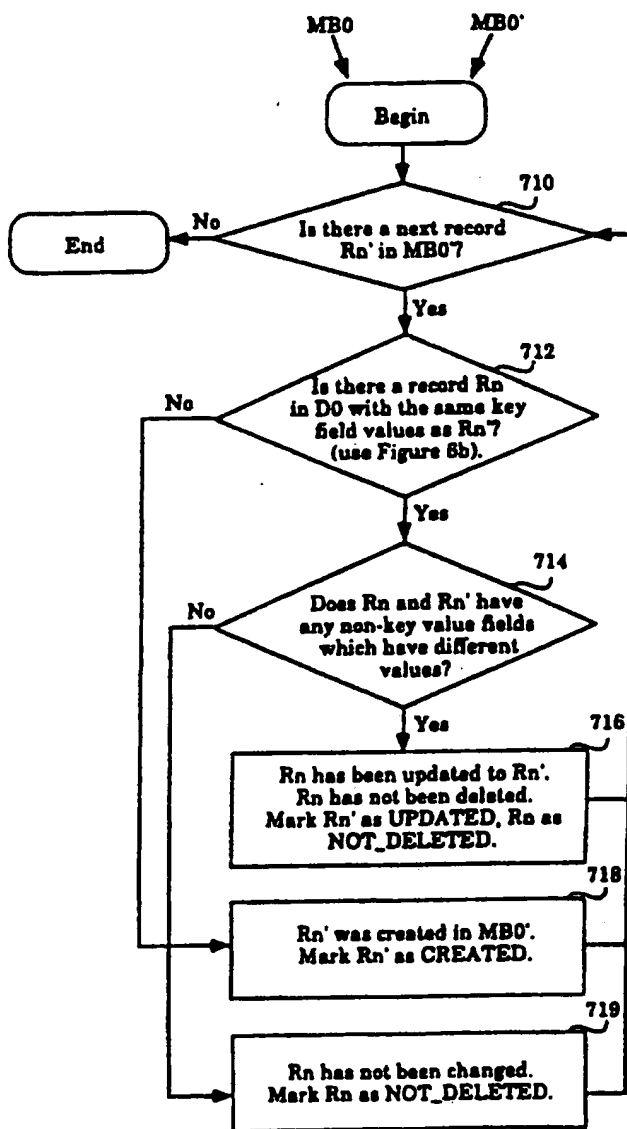 MB0 MB0'
Begin
710
Is there a next record
Rn' in MB0'?
No
End
Yes
712
Is there a record Rn
in D0 with the same key
field values as Rn'?
(use Figure 6b).
No
Yes
714
Does Rn and Rn' have
any non-key value fields
which have different
values?
No
Yes
716
Rn has been updated to Rn'.
Rn has not been deleted.
Mark Rn' as UPDATED, Rn as
NOT_DELETED.
718
Rn' was created in MB0'.
Mark Rn' as CREATED.
719
Rn has not been changed.
Mark Rn as NOT_DELETED.